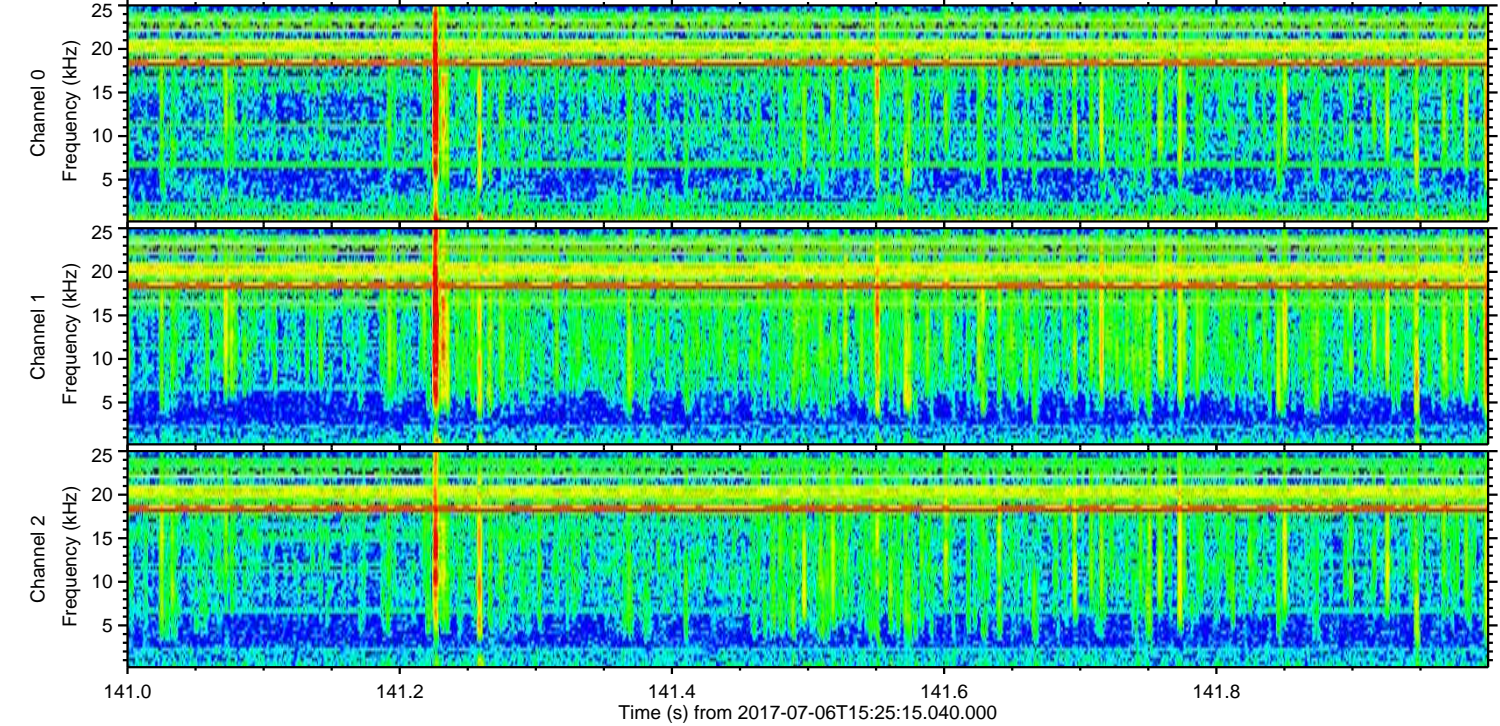 Channel 0
Frequency (kHz)
25
20
15
10
5
Channel 1
Frequency (kHz)
25
20
15
10
5
Channel 2
Frequency (kHz)
25
20
15
10
5
141.0 141.2 141.4 141.6 141.8
Time (s) from 2017-07-06T15:25:15.040.000